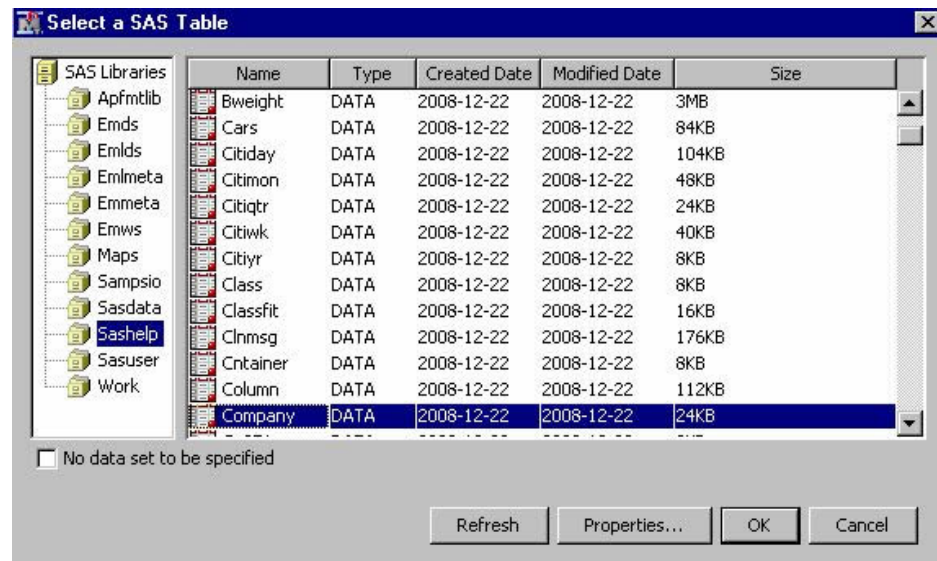 Select a SAS Table
SAS Libraries
Apfmtlib
Emds
Emlds
Emlmeta
Emmeta
Emws
Maps
Sampsio
Sasdata
Sashelp
Sasuser
Work
Name Type Created Date Modified Date Size
Bweight DATA 2008-12-22 2008-12-22 3MB
Cars DATA 2008-12-22 2008-12-22 84KB
Citiday DATA 2008-12-22 2008-12-22 104KB
Citimon DATA 2008-12-22 2008-12-22 48KB
Citiqtr DATA 2008-12-22 2008-12-22 24KB
Citiwk DATA 2008-12-22 2008-12-22 40KB
Citiyr DATA 2008-12-22 2008-12-22 8KB
Class DATA 2008-12-22 2008-12-22 8KB
Classfit DATA 2008-12-22 2008-12-22 16KB
Clnmsg DATA 2008-12-22 2008-12-22 176KB
Cntainer DATA 2008-12-22 2008-12-22 8KB
Column DATA 2008-12-22 2008-12-22 112KB
Company DATA 2008-12-22 2008-12-22 24KB
No data set to be specified
Refresh Properties... OK Cancel